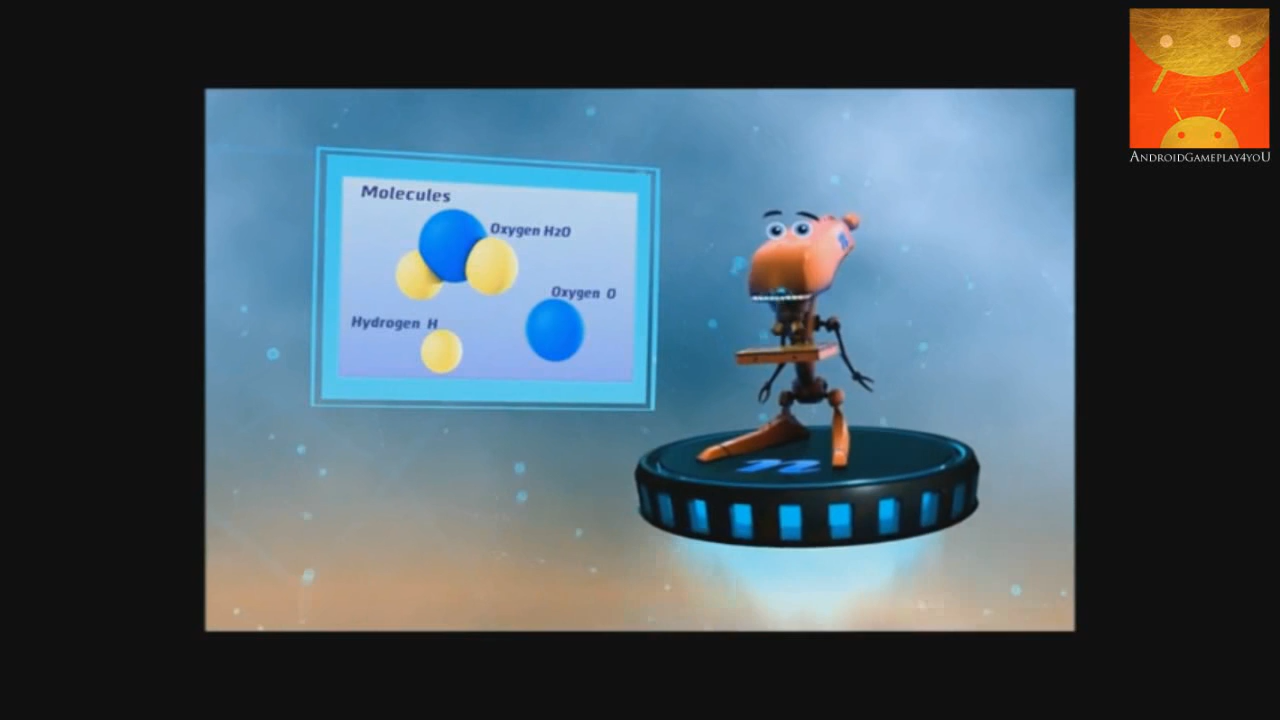 AndroidGameplay4yoU
Molecules
Oxygen H2O
Oxygen O
Hydrogen H
n